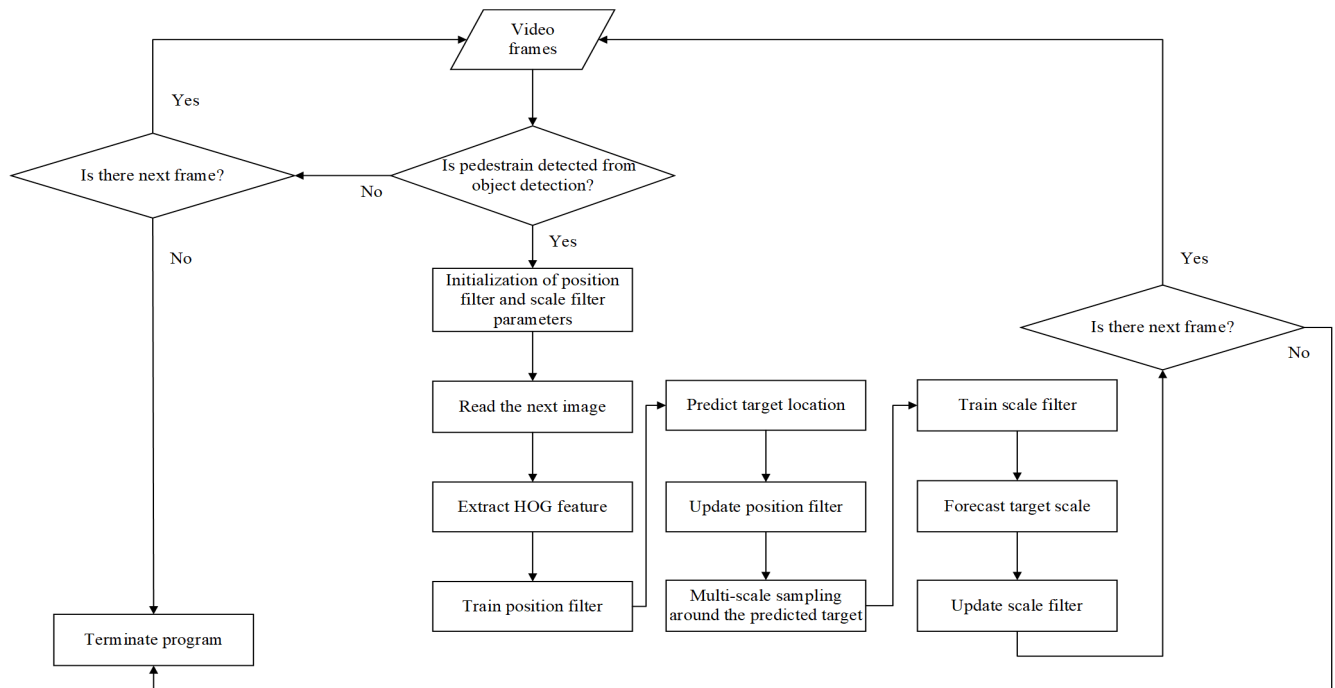 Video
frames
Yes
Is there next frame?
No
Is pedestrain detected from
object detection?
No
Yes
Initialization of position
filter and scale filter
parameters
Read the next image
Extract HOG feature
Train position filter
Predict target location
Update position filter
Multi-scale sampling
around the predicted target
Train scale filter
Forecast target scale
Update scale filter
Yes
Is there next frame?
No
Terminate program